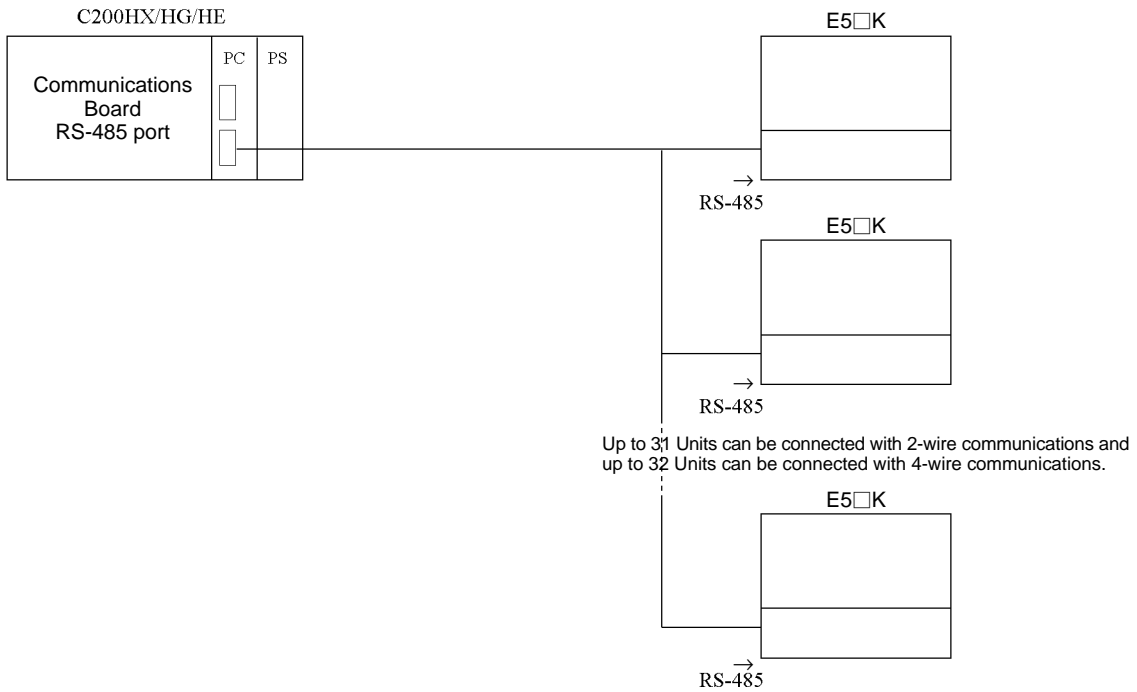 C200HX/HG/HE
PC
PS
Communications
Board
RS-485 port
E5□K
→
RS-485
E5□K
→
RS-485
Up to 31 Units can be connected with 2-wire communications and
up to 32 Units can be connected with 4-wire communications.
E5□K
→
RS-485